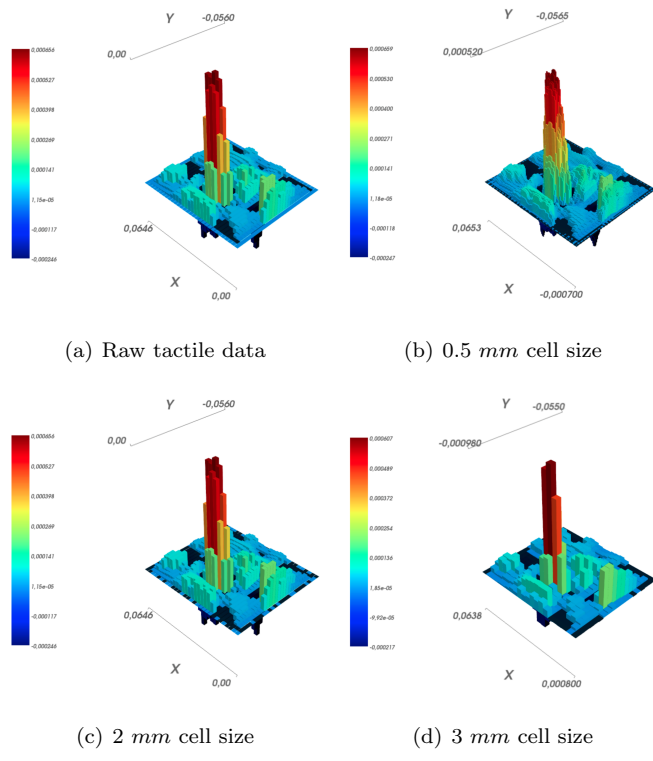 Y -0,0560
0,00
0,000656
0,000527
0,000398
0,000269
0,000141
1,15e-05
-0,000117
-0,000246
0,0646
X
0,00
(a) Raw tactile data
Y -0,0565
0,000520
0,000659
0,000530
0,000400
0,000271
0,000141
1,18e-05
-0,000118
-0,000247
0,0653
X
-0,000700
(b) 0.5 mm cell size
Y -0,0560
0,00
0,000656
0,000527
0,000398
0,000269
0,000141
1,15e-05
-0,000117
-0,000246
0,0646
X
0,00
(c) 2 mm cell size
Y -0,0550
-0,000980
0,000607
0,000489
0,000372
0,000254
0,000136
1,85e-05
-9,92e-05
-0,000217
0,0638
X
0,000800
(d) 3 mm cell size